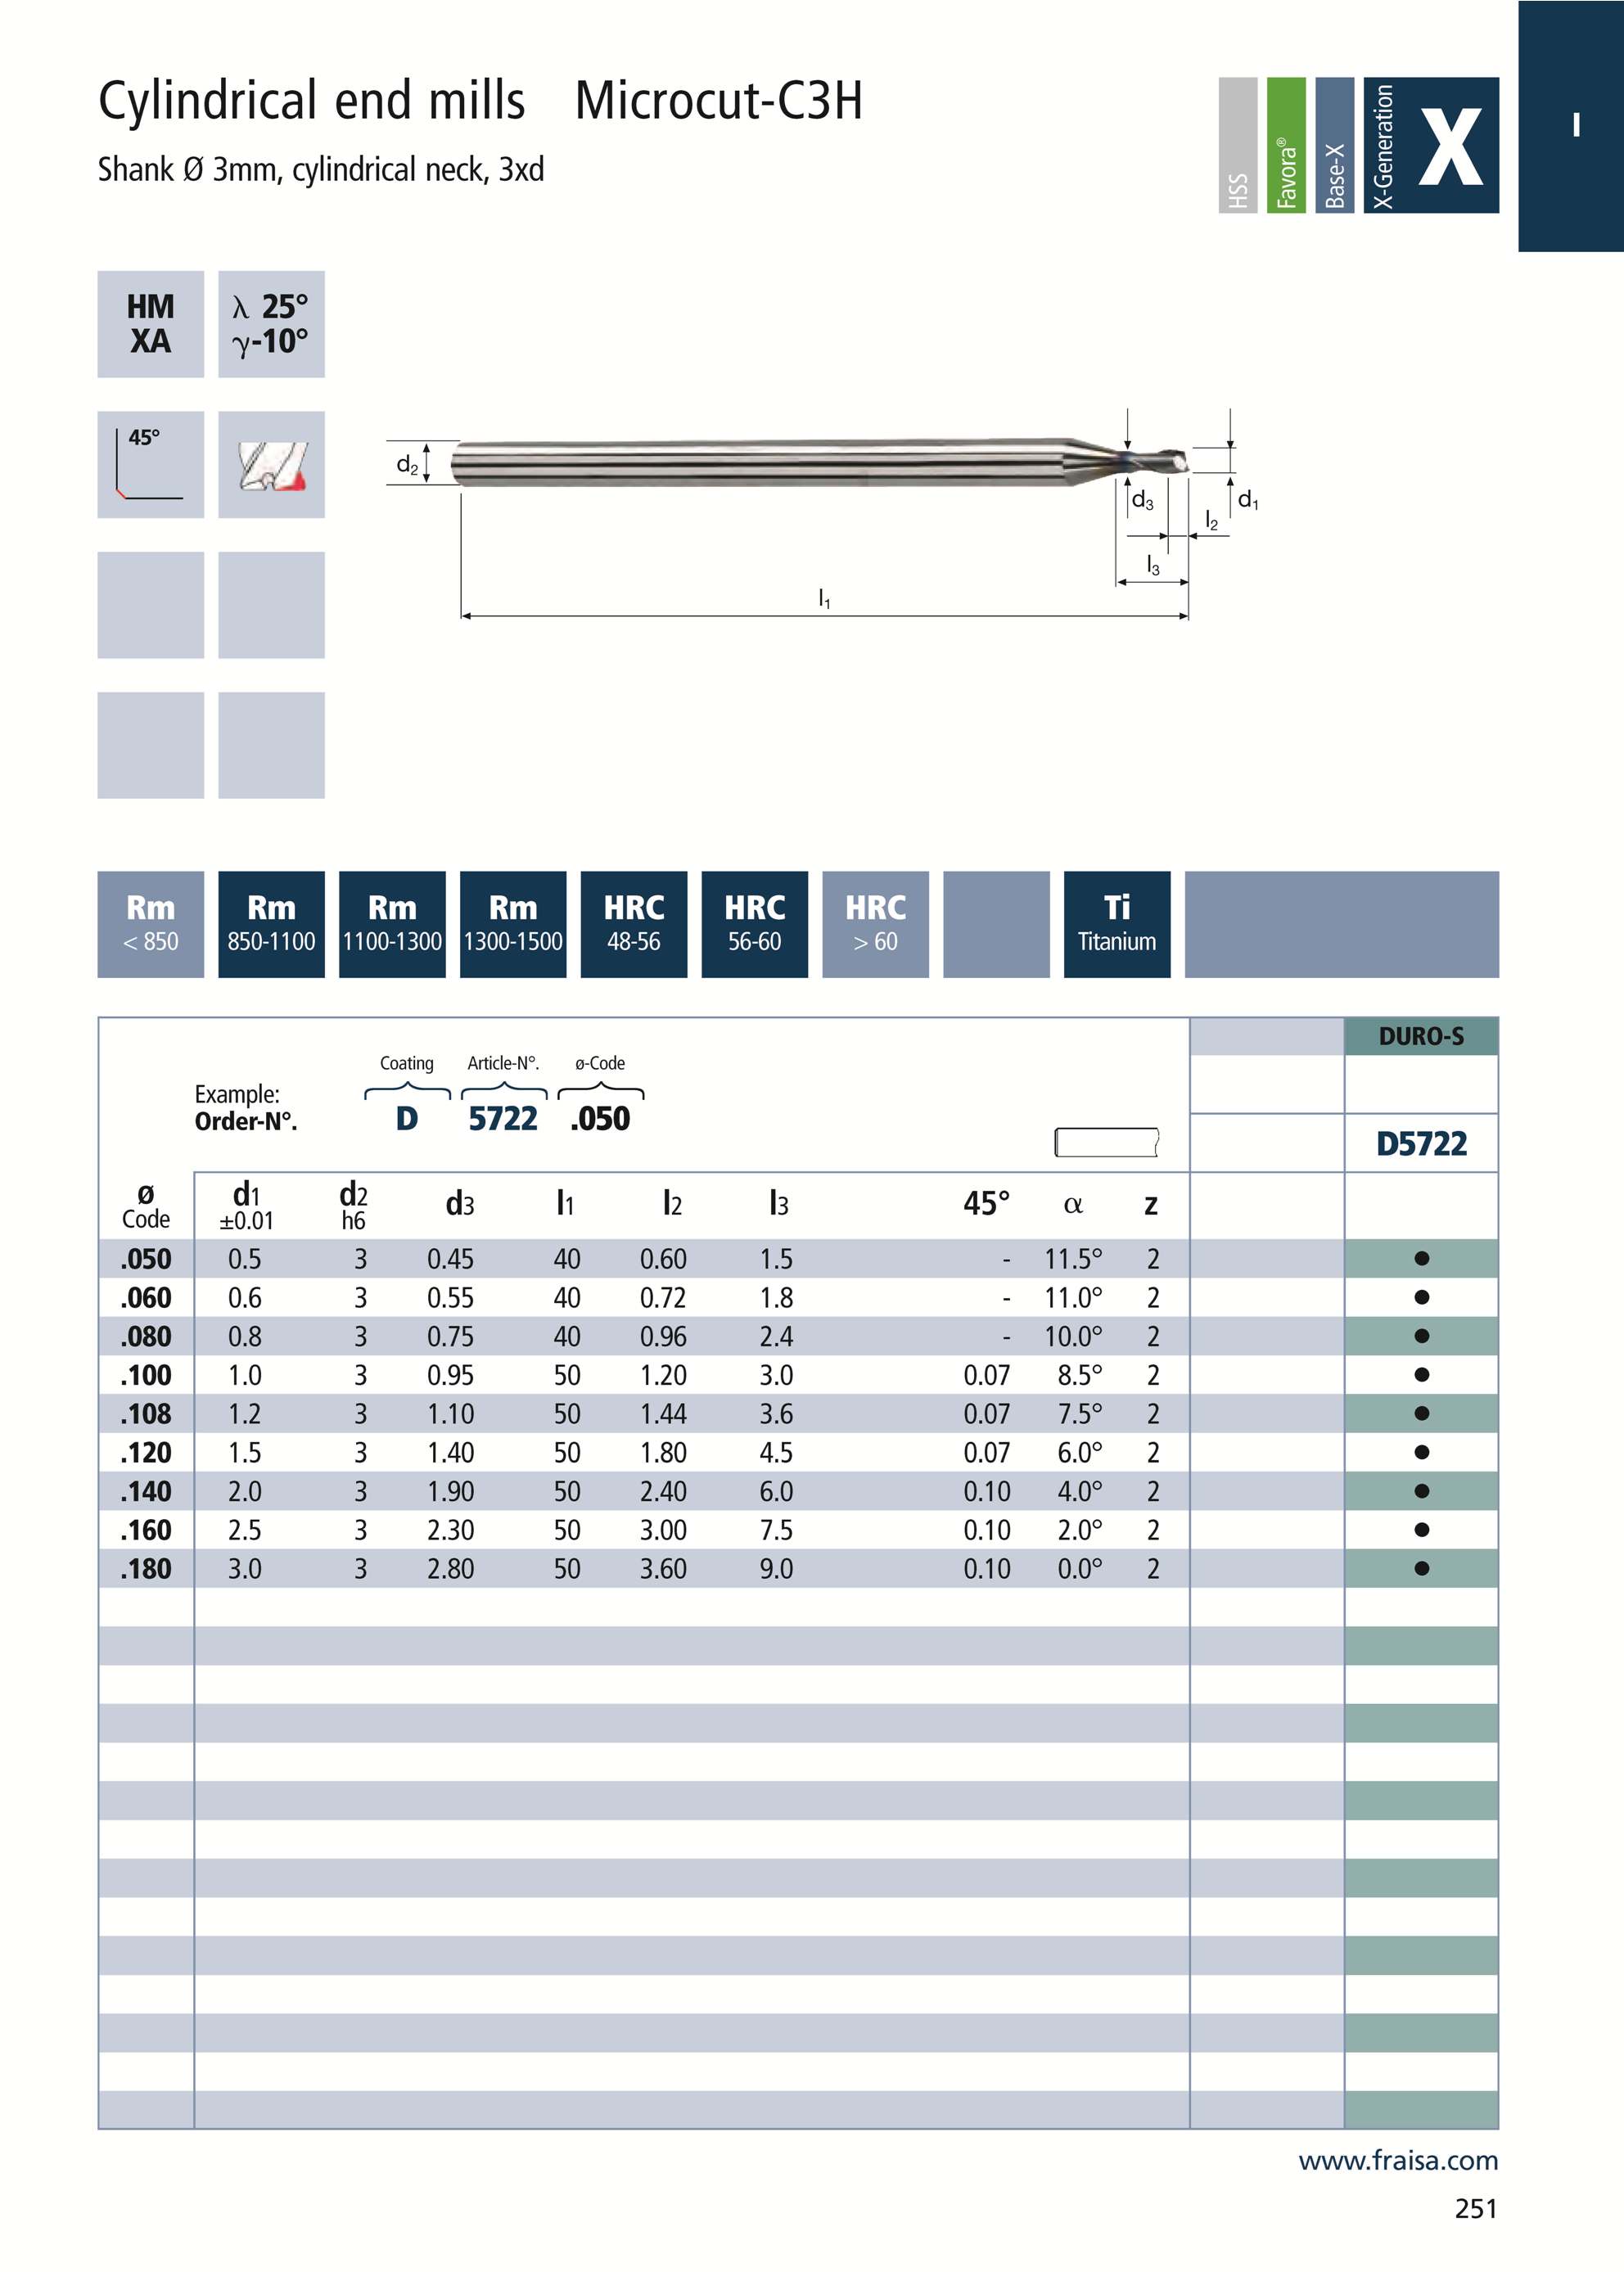 Cylindrical end mills Microcut-C3H
Shank Ø 3mm, cylindrical neck, 3xd
HSS
Favora®
Base-X
X-Generation
X
I
HM
XA
λ 25°
γ-10°
45°
d2
d3
d1
l2
l3
l1
Rm
< 850
Rm
850-1100
Rm
1100-1300
Rm
1300-1500
HRC
48-56
HRC
56-60
HRC
> 60
Ti
Titanium
DURO-S
Coating Article-N°. ø-Code
Example:
Order-N°. D 5722 .050
D5722
ø d1 d2 d3 l1 l2 l3 45° α z
Code ±0.01 h6
.050 0.5 3 0.45 40 0.60 1.5 - 11.5° 2 ●
.060 0.6 3 0.55 40 0.72 1.8 - 11.0° 2 ●
.080 0.8 3 0.75 40 0.96 2.4 - 10.0° 2 ●
.100 1.0 3 0.95 50 1.20 3.0 0.07 8.5° 2 ●
.108 1.2 3 1.10 50 1.44 3.6 0.07 7.5° 2 ●
.120 1.5 3 1.40 50 1.80 4.5 0.07 6.0° 2 ●
.140 2.0 3 1.90 50 2.40 6.0 0.10 4.0° 2 ●
.160 2.5 3 2.30 50 3.00 7.5 0.10 2.0° 2 ●
.180 3.0 3 2.80 50 3.60 9.0 0.10 0.0° 2 ●
www.fraisa.com
251